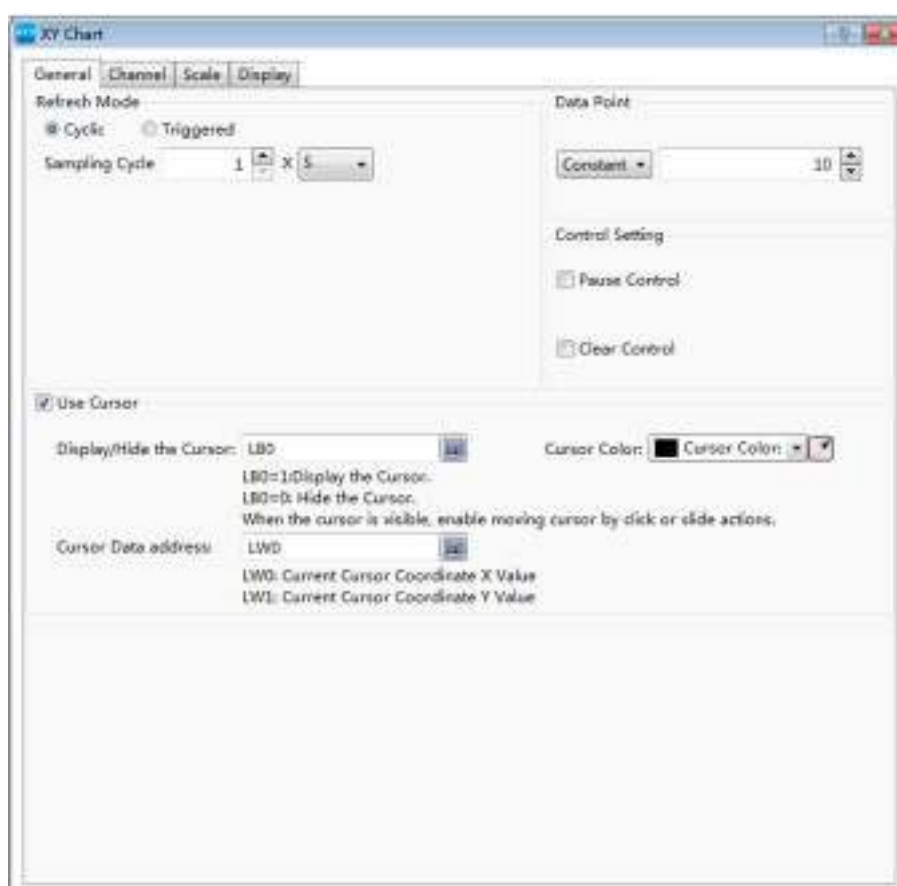 XY Chart
General Channel Scale Display
Refresh Mode
Cyclic Triggered
Sampling Cycle 1 X S
Data Point
Constant 10
Control Setting
Pause Control
Clear Control
Use Cursor
Display/Hide the Cursor: LB0 Cursor Color: Cursor Color:
LB0=1:Display the Cursor.
LB0=0: Hide the Cursor.
When the cursor is visible, enable moving cursor by click or slide actions.
Cursor Data address: LW0
LW0: Current Cursor Coordinate X Value
LW1: Current Cursor Coordinate Y Value